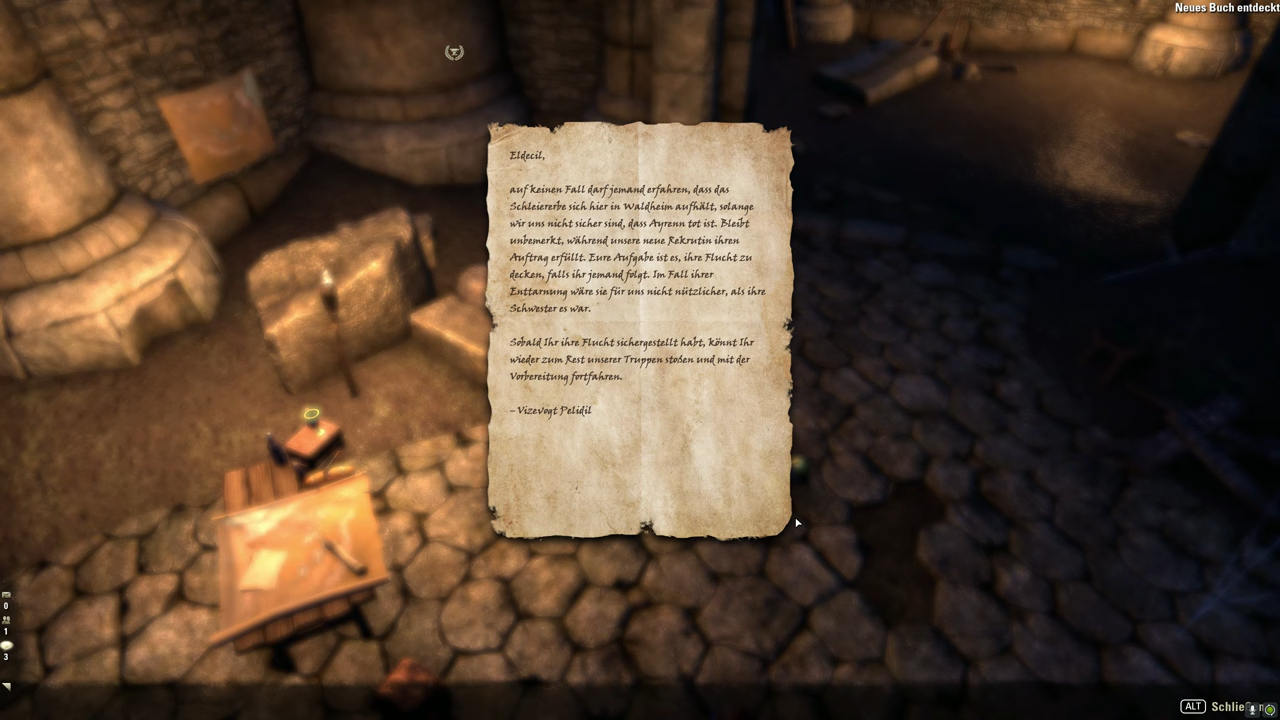 Neues Buch entdeckt
Eldecil,
auf keinen Fall darf jemand erfahren, dass das
Schleiererbe sich hier in Waldheim aufhält, solange
wir uns nicht sicher sind, dass Ayrenn tot ist. Bleibt
unbemerkt, während unsere neue Rekrutin ihren
Auftrag erfüllt. Eure Aufgabe ist es, ihre Flucht zu
decken, falls ihr jemand folgt. Im Fall ihrer
Enttarnung wäre sie für uns nicht nützlicher, als ihre
Schwester es war.
Sobald Ihr ihre Flucht sichergestellt habt, könnt Ihr
wieder zum Rest unserer Truppen stoßen und mit der
Vorbereitung fortfahren.
– Vizevogt Pelidil
0
1
3
ALT